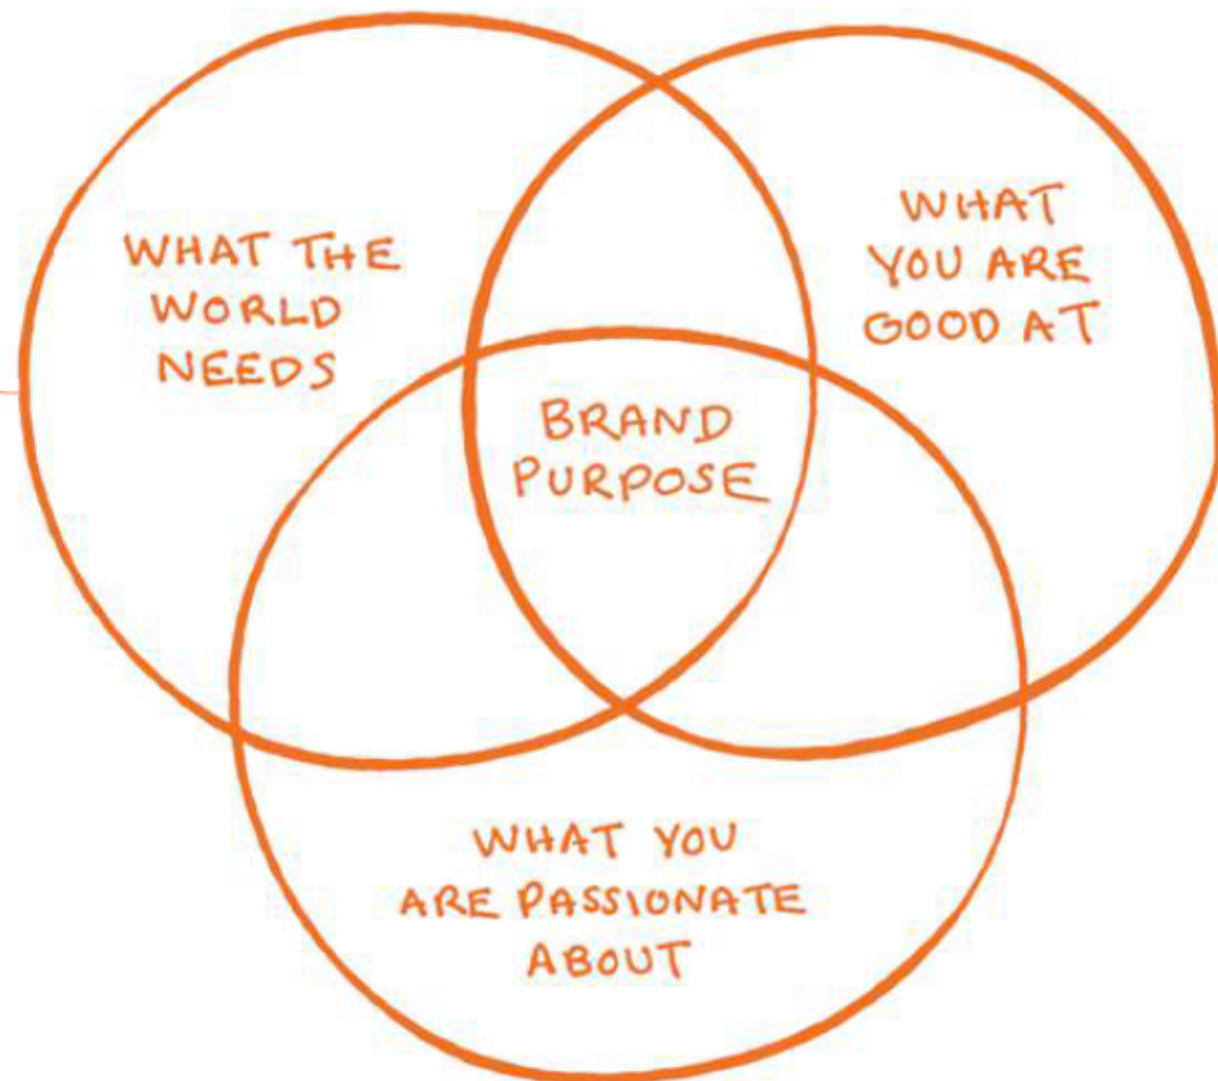 WHAT THE
WORLD
NEEDS
WHAT
YOU ARE
GOOD AT
BRAND
PURPOSE
WHAT YOU
ARE PASSIONATE
ABOUT